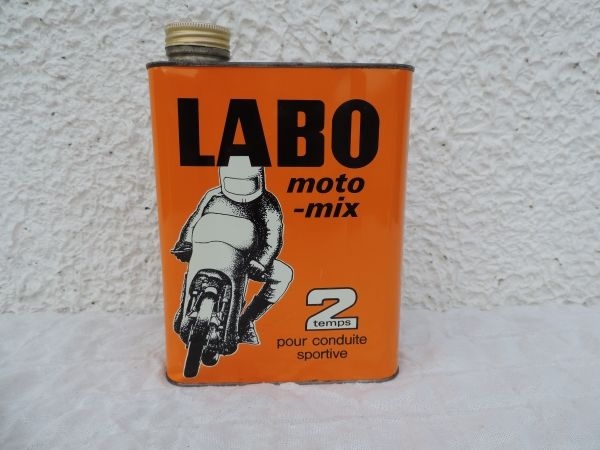 LABO
moto
-mix
2
temps
pour conduite
sportive